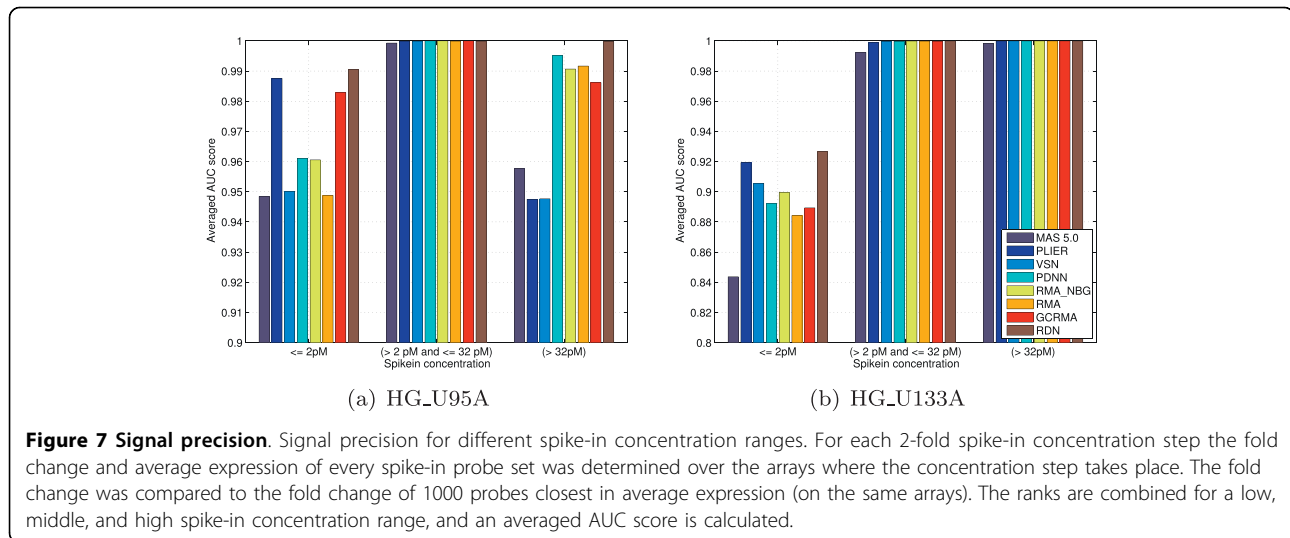 1
0.99
0.98
0.97
0.96
0.95
0.94
0.93
0.92
0.91
0.9
Averaged AUC score
<= 2pM
(> 2 pM and <= 32 pM)
(> 32pM)
Spikein concentration
(a) HG_U95A
1
0.98
0.96
0.94
0.92
0.9
0.88
0.86
0.84
0.82
0.8
Averaged AUC score
MAS 5.0
PLIER
VSN
PDNN
RMA_NBG
RMA
GCRMA
RDN
<= 2pM
(> 2 pM and <= 32 pM)
(> 32pM)
Spikein concentration
(b) HG_U133A
Figure 7 Signal precision. Signal precision for different spike-in concentration ranges. For each 2-fold spike-in concentration step the fold
change and average expression of every spike-in probe set was determined over the arrays where the concentration step takes place. The fold
change was compared to the fold change of 1000 probes closest in average expression (on the same arrays). The ranks are combined for a low,
middle, and high spike-in concentration range, and an averaged AUC score is calculated.